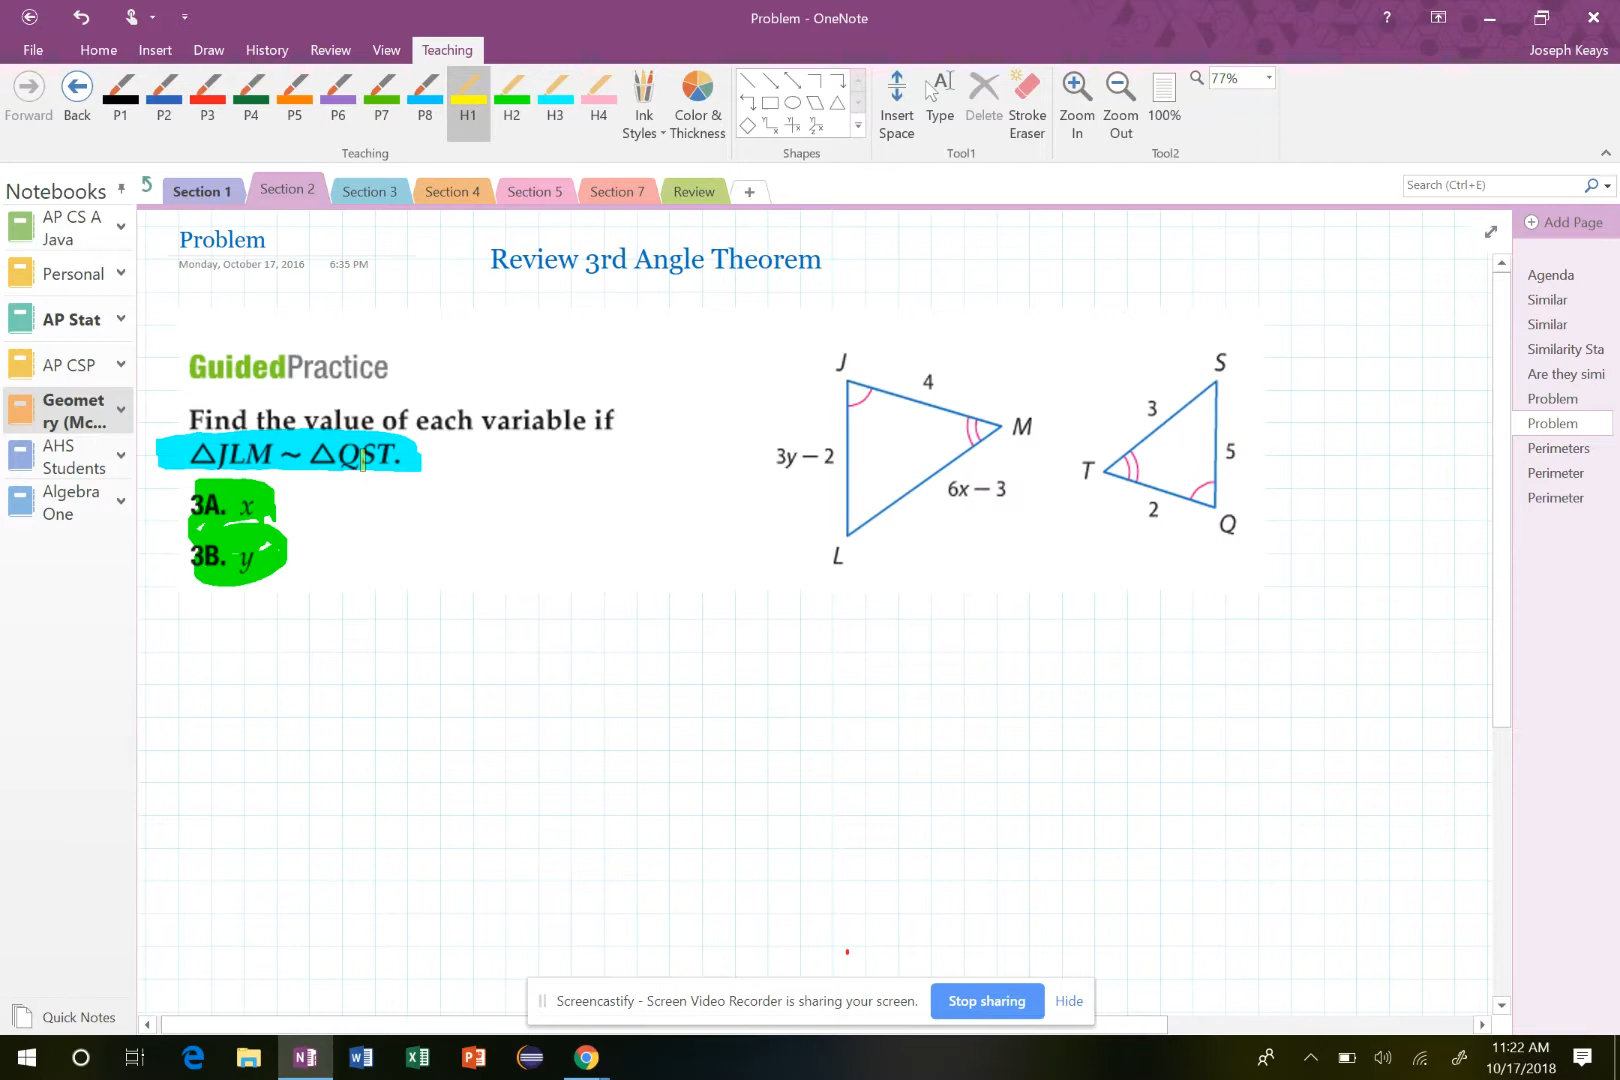 Problem - OneNote
?
File
Home
Insert
Draw
History
Review
View
Teaching
Joseph Keays
Forward
Back
P1
P2
P3
P4
P5
P6
P7
P8
H1
H2
H3
H4
Ink Styles
Color & Thickness
Insert Space
Type
Delete
Stroke Eraser
Zoom In
Zoom Out
100%
77%
Teaching
Shapes
Tool1
Tool2
Notebooks
Section 1
Section 2
Section 3
Section 4
Section 5
Section 7
Review
Search (Ctrl+E)
AP CS A
Java
Personal
AP Stat
AP CSP
Geomet
ry (Mc...
AHS
Students
Algebra
One
Quick Notes
Problem
Monday, October 17, 2016 6:35 PM
Review 3rd Angle Theorem
GuidedPractice
Find the value of each variable if
△JLM ~ △QST.
3A. x
3B. y
J
4
M
3y – 2
6x – 3
L
S
3
5
T
2
Q
Add Page
Agenda
Similar
Similar
Similarity Sta
Are they simi
Problem
Problem
Perimeters
Perimeter
Perimeter
Screencastify - Screen Video Recorder is sharing your screen.
Stop sharing
Hide
11:22 AM
10/17/2018